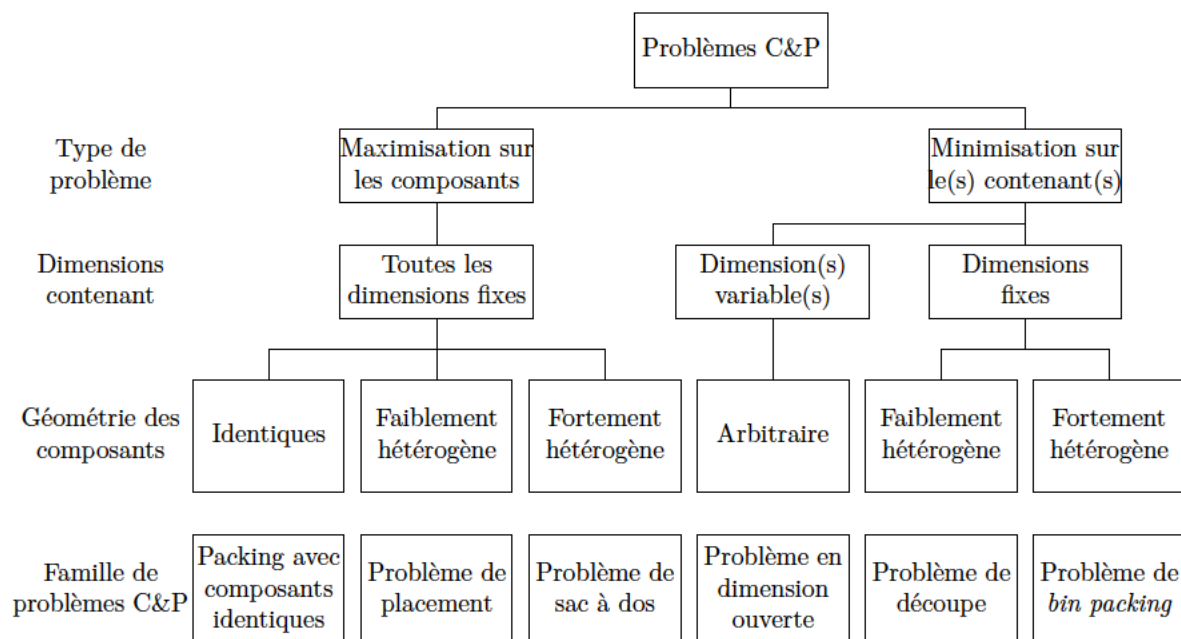 Problèmes C&P
Type de
problème
Maximisation sur
les composants
Minimisation sur
le(s) contenant(s)
Dimensions
contenant
Toutes les
dimensions fixes
Dimension(s)
variable(s)
Dimensions
fixes
Géométrie des
composants
Identiques
Faiblement
hétérogène
Fortement
hétérogène
Arbitraire
Faiblement
hétérogène
Fortement
hétérogène
Famille de
problèmes C&P
Packing avec
composants
identiques
Problème de
placement
Problème de
sac à dos
Problème en
dimension
ouverte
Problème de
découpe
Problème de
bin packing